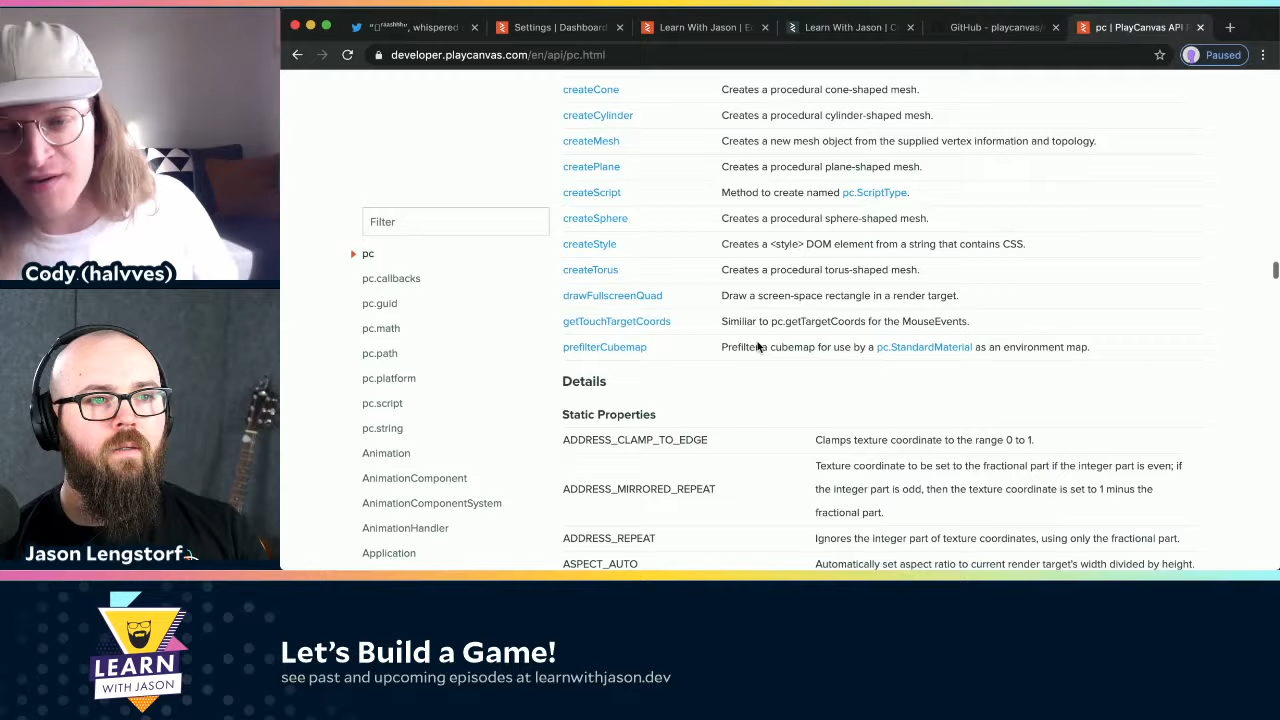 "▯ʳᵃᵃˢʰʰʰ", whispered
Settings | Dashboard
Learn With Jason | E
Learn With Jason | C
GitHub - playcanvas/
pc | PlayCanvas API R
developer.playcanvas.com/en/api/pc.html
Paused
createCone Creates a procedural cone-shaped mesh.
createCylinder Creates a procedural cylinder-shaped mesh.
createMesh Creates a new mesh object from the supplied vertex information and topology.
createPlane Creates a procedural plane-shaped mesh.
createScript Method to create named pc.ScriptType.
createSphere Creates a procedural sphere-shaped mesh.
createStyle Creates a <style> DOM element from a string that contains CSS.
createTorus Creates a procedural torus-shaped mesh.
drawFullscreenQuad Draw a screen-space rectangle in a render target.
getTouchTargetCoords Similiar to pc.getTargetCoords for the MouseEvents.
prefilterCubemap Prefilter a cubemap for use by a pc.StandardMaterial as an environment map.
Filter
pc
pc.callbacks
pc.guid
pc.math
pc.path
pc.platform
pc.script
pc.string
Animation
AnimationComponent
AnimationComponentSystem
AnimationHandler
Application
Details
Static Properties
ADDRESS_CLAMP_TO_EDGE Clamps texture coordinate to the range 0 to 1.
ADDRESS_MIRRORED_REPEAT Texture coordinate to be set to the fractional part if the integer part is even; if
the integer part is odd, then the texture coordinate is set to 1 minus the
fractional part.
ADDRESS_REPEAT Ignores the integer part of texture coordinates, using only the fractional part.
ASPECT_AUTO Automatically set aspect ratio to current render target's width divided by height.
Cody (halvves)
Jason Lengstorf
LEARN
WITH JASON
Let's Build a Game!
see past and upcoming episodes at learnwithjason.dev